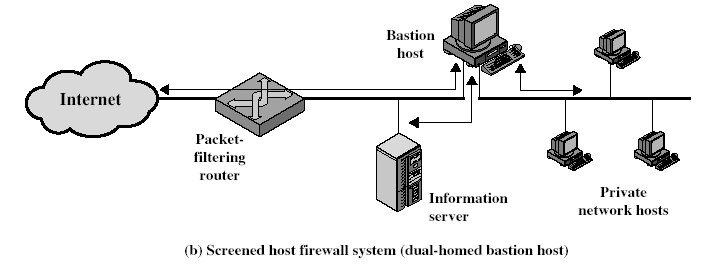 Bastion
host
Internet
Packet-
filtering
router
Information
server
Private
network hosts
(b) Screened host firewall system (dual-homed bastion host)